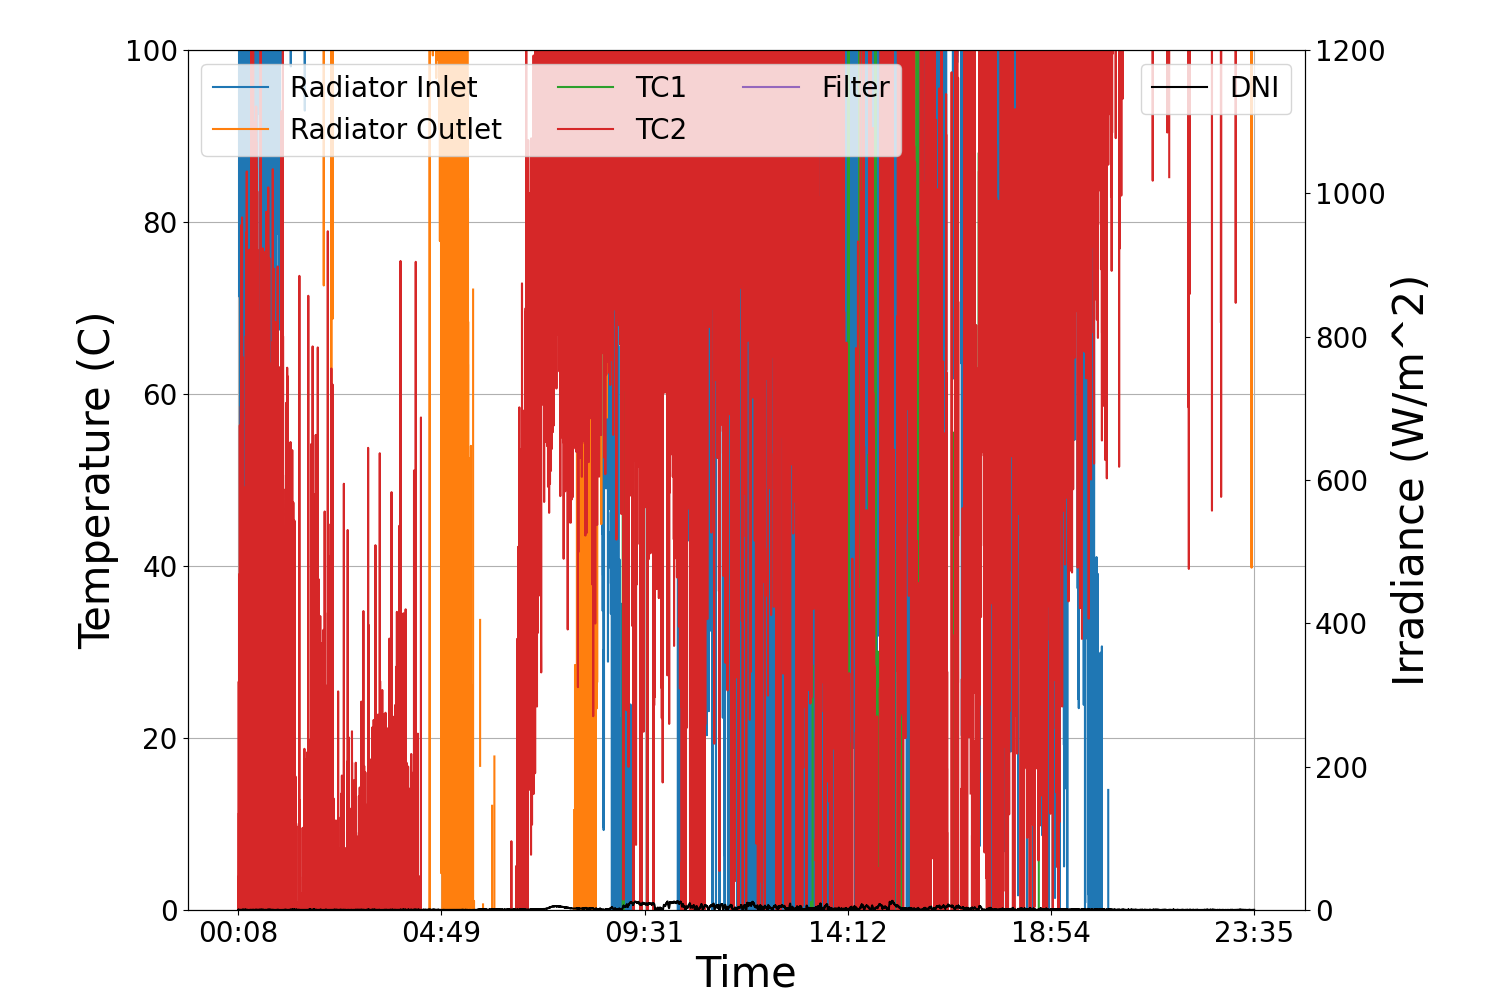 Radiator Inlet
Radiator Outlet
TC1
TC2
Filter
DNI
100
80
60
40
20
0
Temperature (C)
1200
1000
800
600
400
200
0
Irradiance (W/m^2)
00:08 04:49 09:31 14:12 18:54 23:35
Time